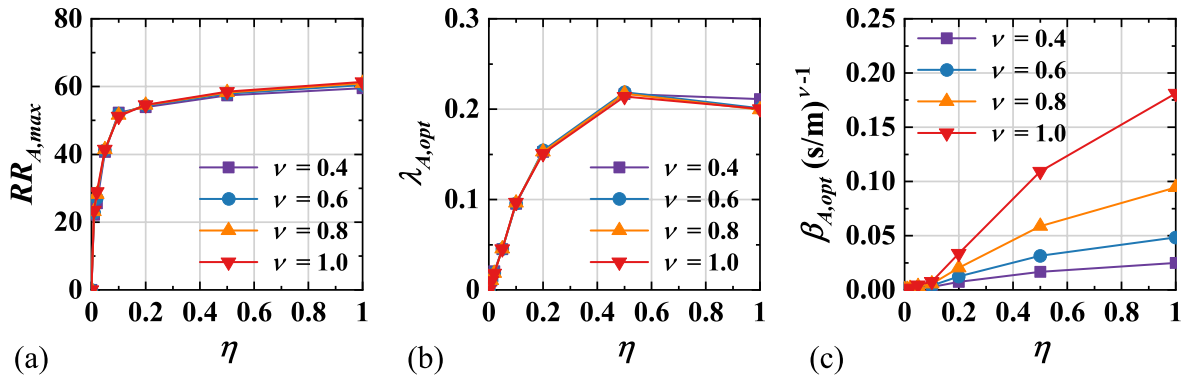 80
60
40
20
0
RR_{A,max}
ν = 0.4
ν = 0.6
ν = 0.8
ν = 1.0
0 0.2 0.4 0.6 0.8 1
η
(a)
0.3
0.2
0.1
0
λ_{A,opt}
ν = 0.4
ν = 0.6
ν = 0.8
ν = 1.0
0 0.2 0.4 0.6 0.8 1
η
(b)
0.25
0.20
0.15
0.10
0.05
0.00
β_{A,opt} (s/m)^{ν-1}
ν = 0.4
ν = 0.6
ν = 0.8
ν = 1.0
0 0.2 0.4 0.6 0.8 1
η
(c)